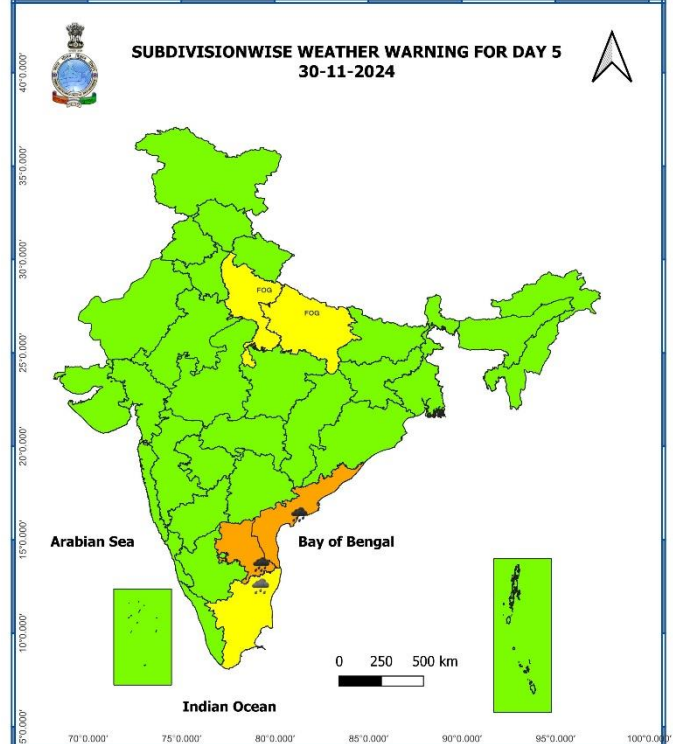 SUBDIVISIONWISE WEATHER WARNING FOR DAY 5
30-11-2024
40°0.000'
35°0.000'
30°0.000'
FOG
FOG
25°0.000'
20°0.000'
Arabian Sea
Bay of Bengal
15°0.000'
10°0.000'
0 250 500 km
Indian Ocean
5°0.000'
70°0.000' 75°0.000' 80°0.000' 85°0.000' 90°0.000' 95°0.000' 100°0.000'